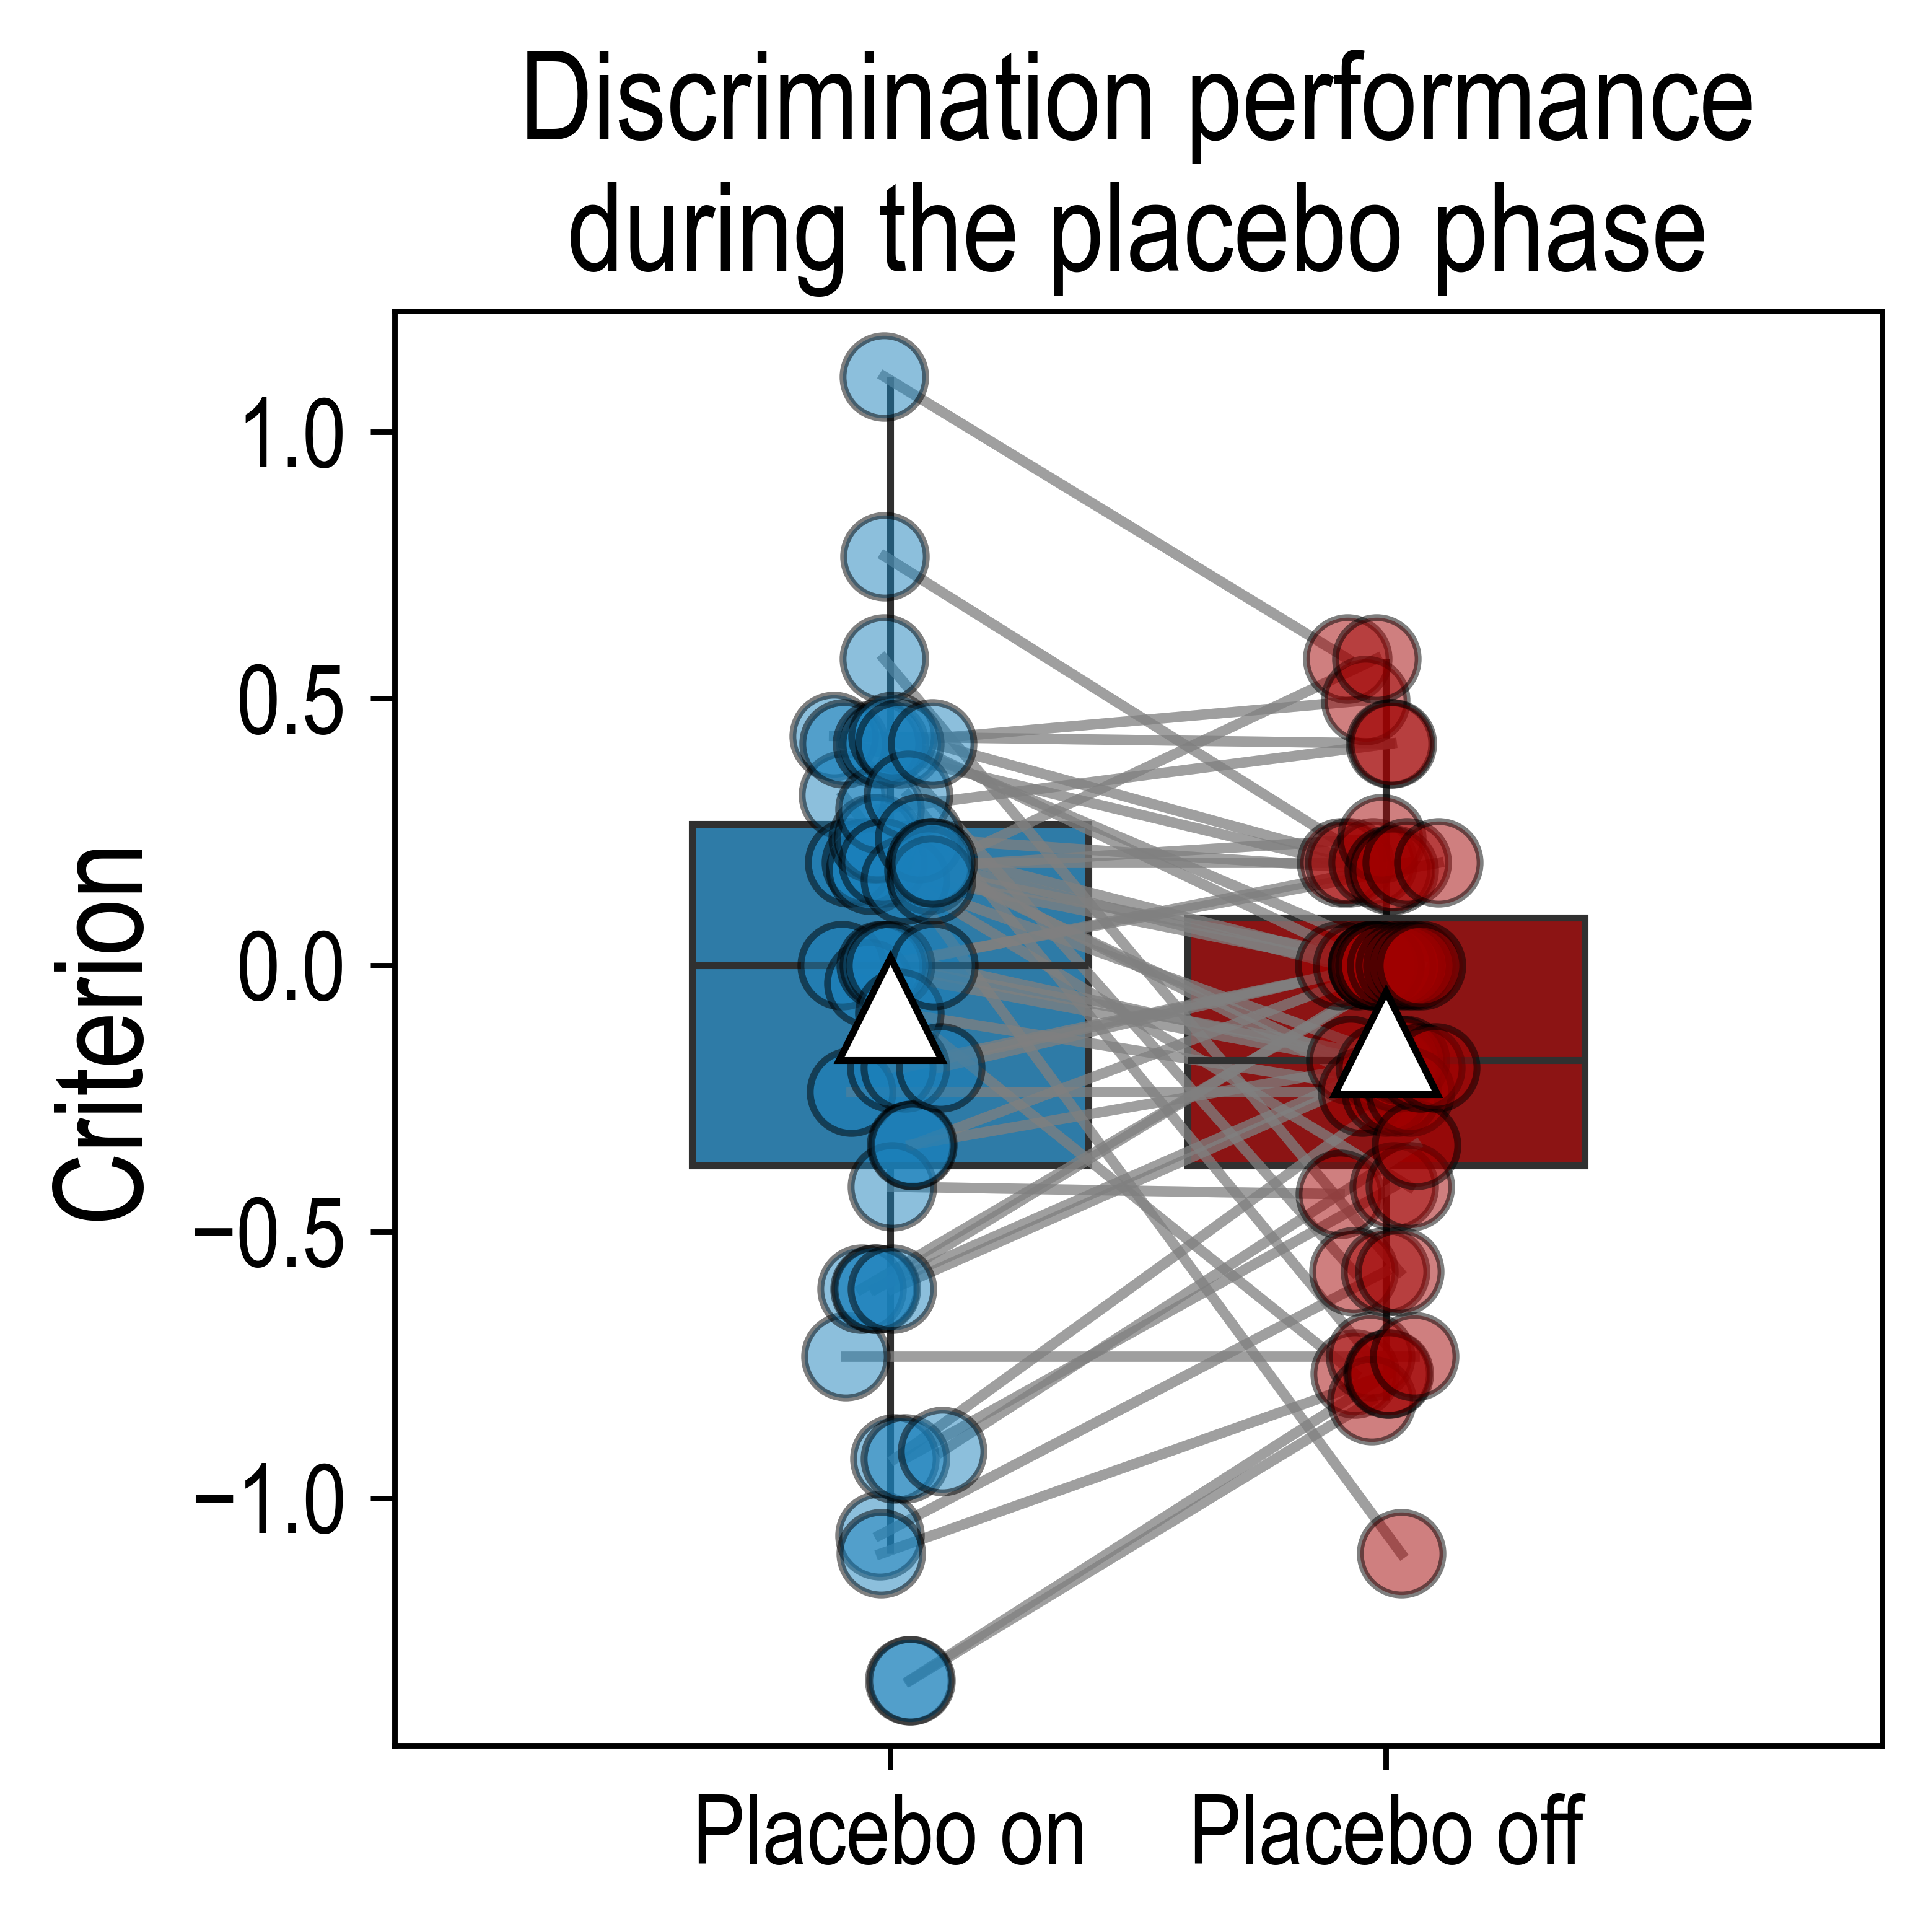 Discrimination performance
during the placebo phase
Criterion
1.0
0.5
0.0
−0.5
−1.0
Placebo on
Placebo off